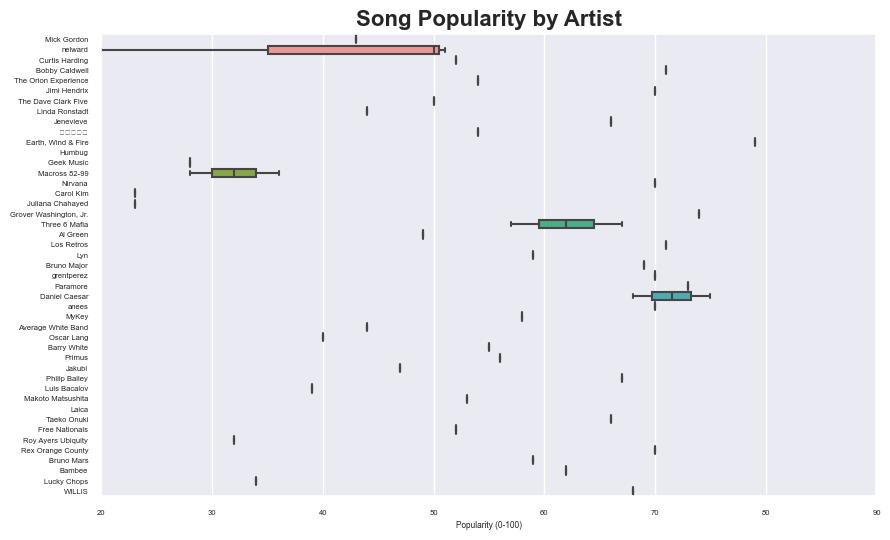 Song Popularity by Artist
Mick Gordon
nelward
Curtis Harding
Bobby Caldwell
The Orion Experience
Jimi Hendrix
The Dave Clark Five
Linda Ronstadt
Jenevieve
Earth, Wind & Fire
Humbug
Geek Music
Macross 82-99
Nirvana
Carol Kim
Juliana Chahayed
Grover Washington, Jr.
Three 6 Mafia
Al Green
Los Retros
Lyn
Bruno Major
grentperez
Paramore
Daniel Caesar
anees
MyKey
Average White Band
Oscar Lang
Barry White
Primus
Jakubi
Philip Bailey
Luis Bacalov
Makoto Matsushita
Laica
Taeko Onuki
Free Nationals
Roy Ayers Ubiquity
Rex Orange County
Bruno Mars
Bambee
Lucky Chops
WILLIS
20 30 40 50 60 70 80 90
Popularity (0-100)